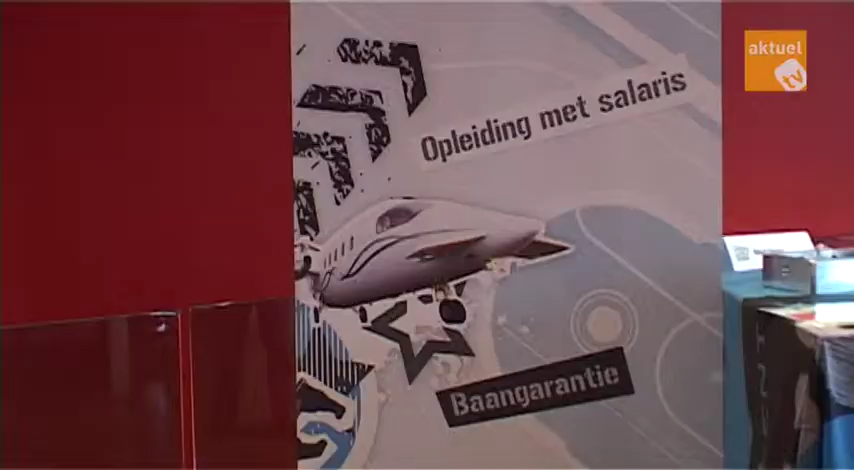 aktuel
tv
Opleiding met salaris
Baangarantie